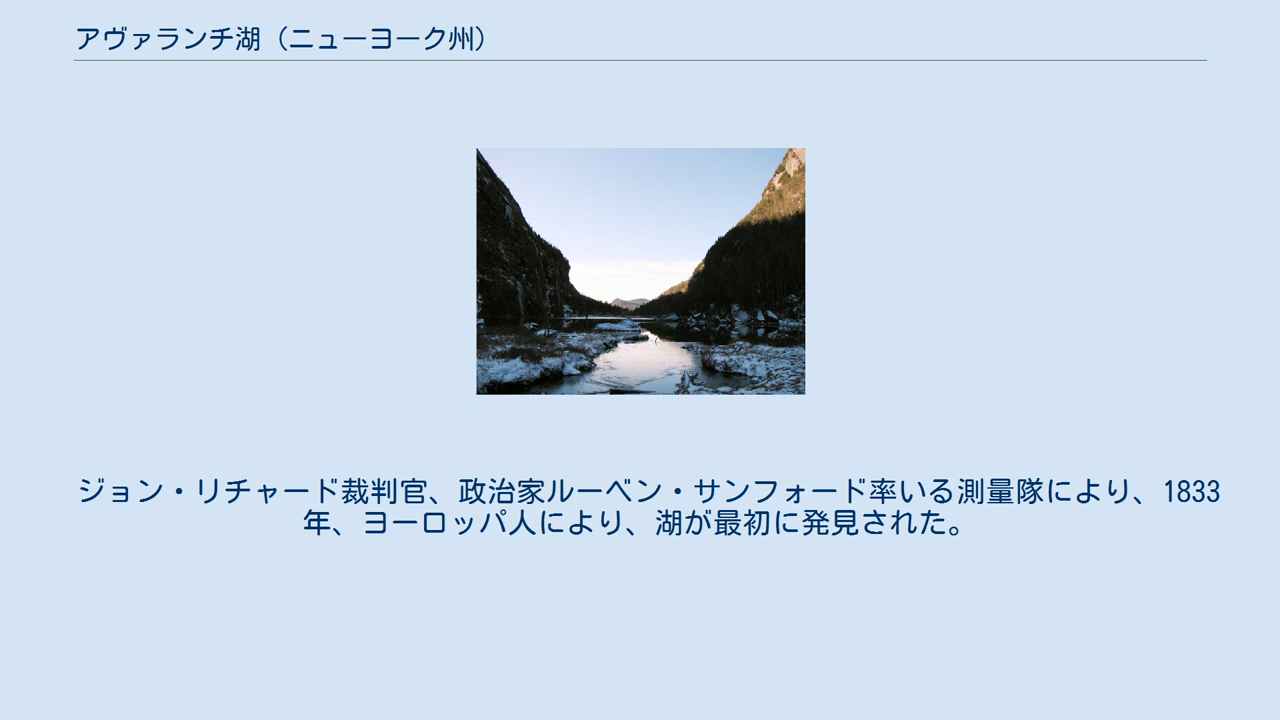 アヴァランチ湖（ニューヨーク州）
ジョン・リチャード裁判官、政治家ルーベン・サンフォード率いる測量隊により、1833
年、ヨーロッパ人により、湖が最初に発見された。